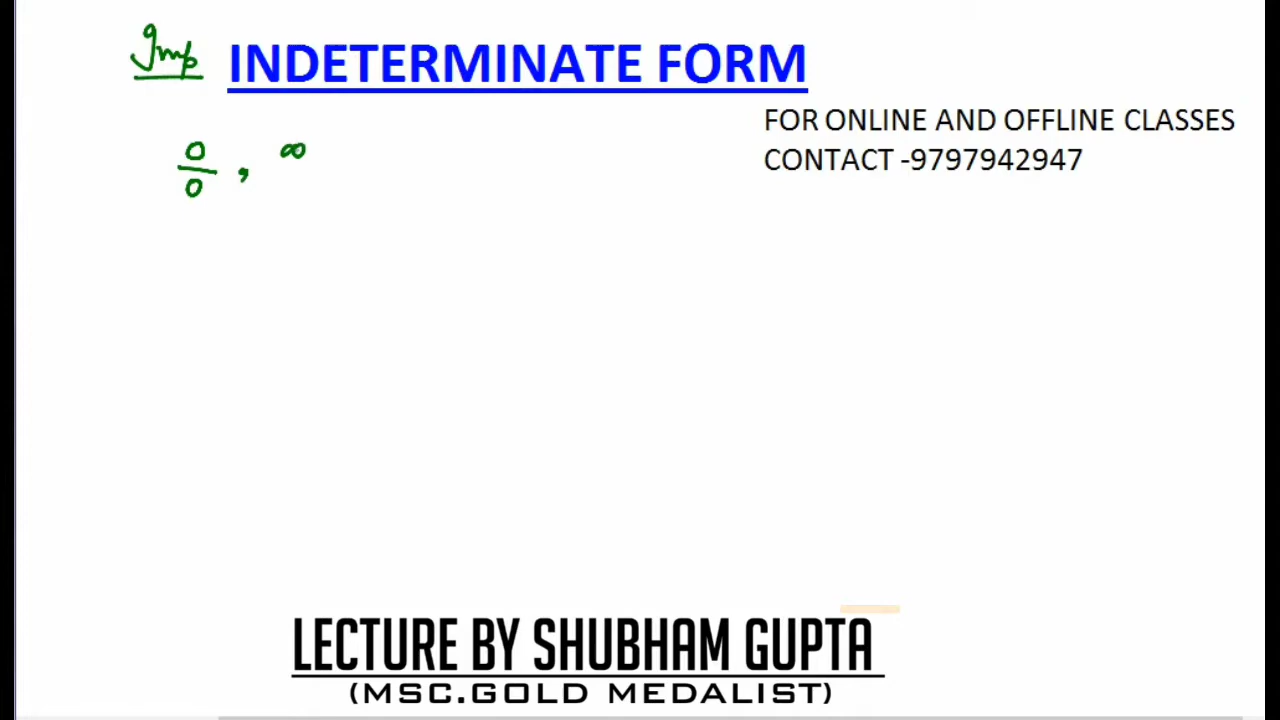 Imp INDETERMINATE FORM
FOR ONLINE AND OFFLINE CLASSES
CONTACT -9797942947
0/0 , ∞
LECTURE BY SHUBHAM GUPTA
(MSC.GOLD MEDALIST)